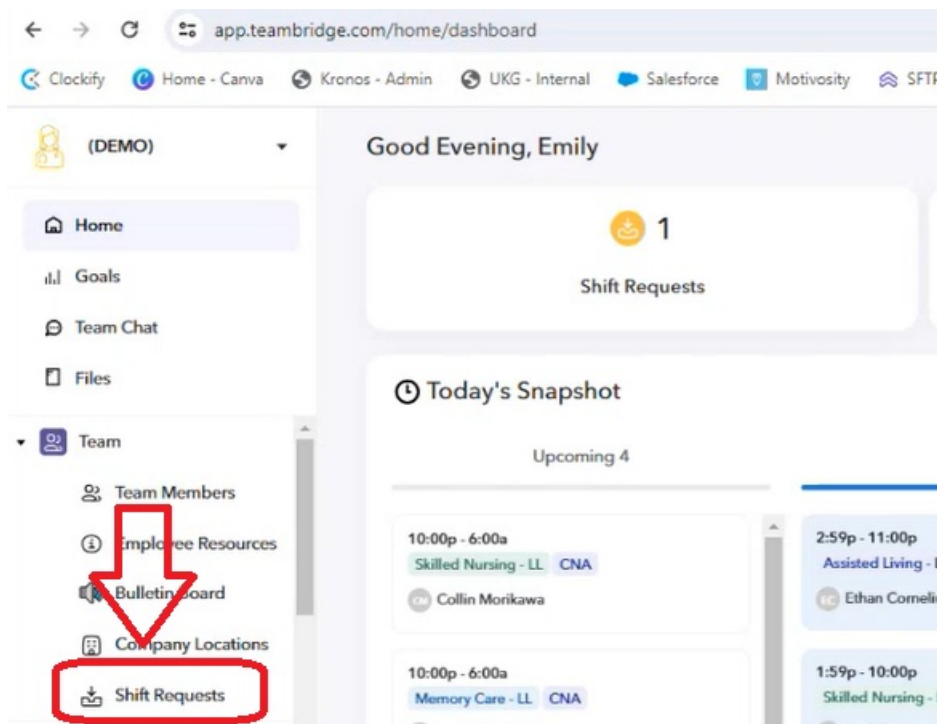 app.teambridge.com/home/dashboard
Clockify Home - Canva Kronos - Admin UKG - Internal Salesforce Motivosity
(DEMO)
Good Evening, Emily
Home
Goals
Team Chat
Files
Team
Team Members
Employee Resources
Bulletin Board
Company Locations
Shift Requests
1
Shift Requests
Today's Snapshot
Upcoming 4
10:00p - 6:00a
Skilled Nursing - LL CNA
CM Collin Morikawa
10:00p - 6:00a
Memory Care - LL CNA
2:59p - 11:00p
Assisted Living -
EC Ethan
1:59p - 10:00p
Skilled Nursing -